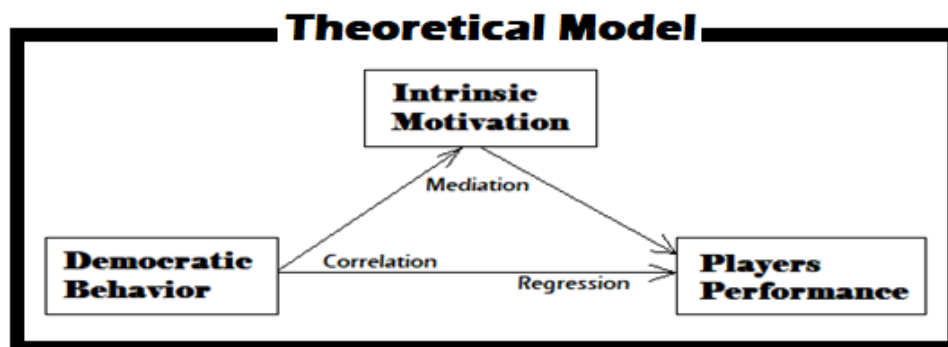 Theoretical Model
Intrinsic
Motivation
Mediation
Democratic
Behavior
Correlation
Regression
Players
Performance